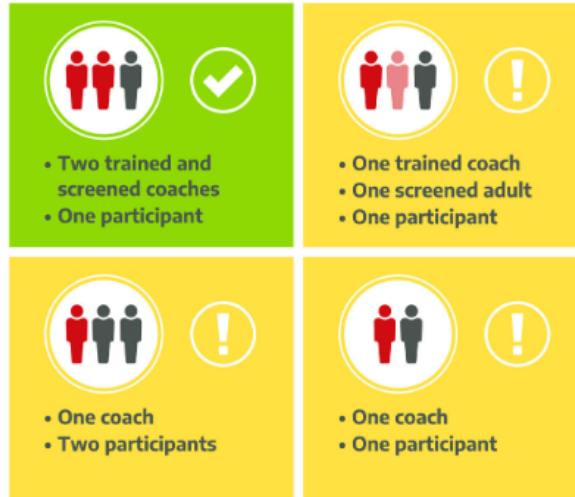 • Two trained and
screened coaches
• One participant
• One trained coach
• One screened adult
• One participant
• One coach
• Two participants
• One coach
• One participant